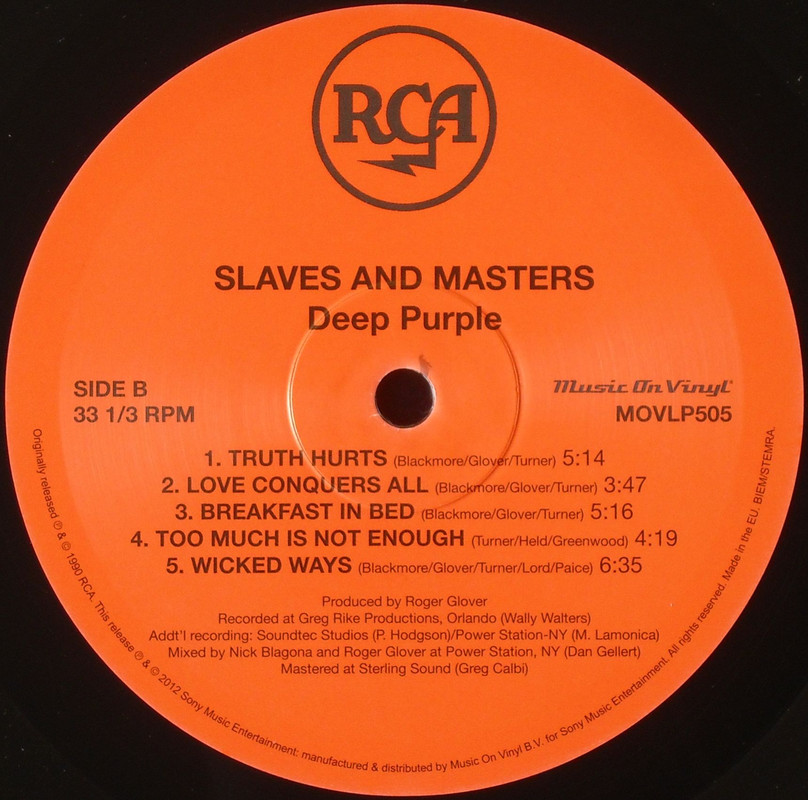 RCA
SLAVES AND MASTERS
Deep Purple
SIDE B
33 1/3 RPM
Music On Vinyl
MOVLP505
1. TRUTH HURTS (Blackmore/Glover/Turner) 5:14
2. LOVE CONQUERS ALL (Blackmore/Glover/Turner) 3:47
3. BREAKFAST IN BED (Blackmore/Glover/Turner) 5:16
4. TOO MUCH IS NOT ENOUGH (Turner/Held/Greenwood) 4:19
5. WICKED WAYS (Blackmore/Glover/Turner/Lord/Paice) 6:35
Produced by Roger Glover
Recorded at Greg Rike Productions, Orlando (Wally Walters)
Addt'l recording: Soundtec Studios (P. Hodgson)/Power Station-NY (M. Lamonica)
Mixed by Nick Blagona and Roger Glover at Power Station, NY (Dan Gellert)
Mastered at Sterling Sound (Greg Calbi)
Originally released ℗ & © 1990 RCA. This release ℗ & © 2012 Sony Music Entertainment: manufactured & distributed by Music On Vinyl B.V. for Sony Music Entertainment. All rights reserved. Made in the EU. BIEM/STEMRA.